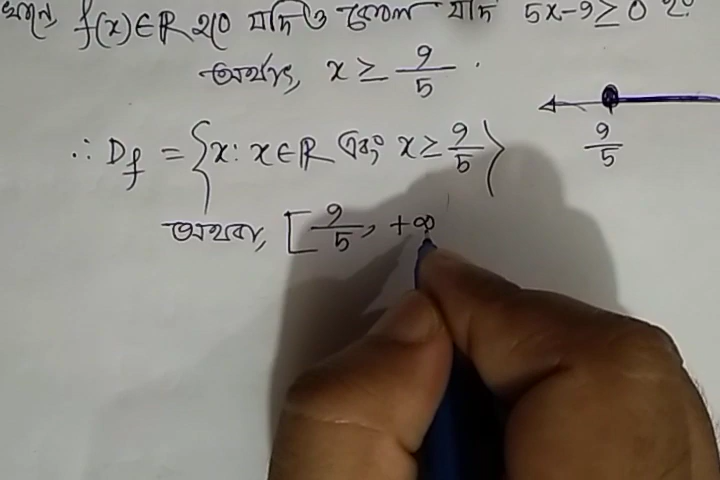 এখানে, f(x)∈ℝ হবে যদি ও কেবল যদি 5x-9≥0 হয়
অর্থাৎ, x ≥ 9/5 .
∴ D_f = {x: x∈ℝ এবং x ≥ 9/5} 9/5
অথবা, [9/5, +∞